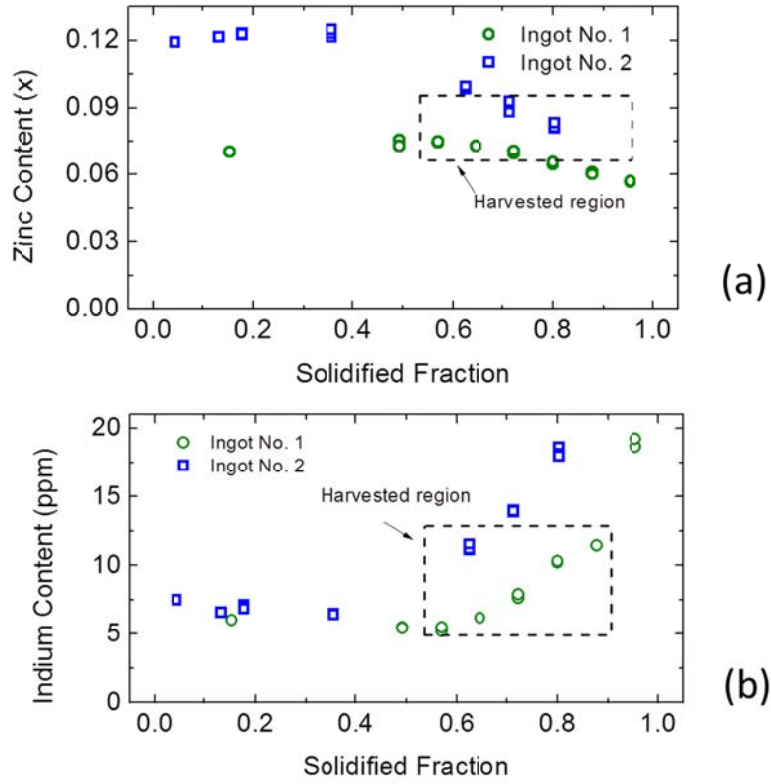 0.12
0.09
0.06
0.03
0.00
Zinc Content (x)
Ingot No. 1
Ingot No. 2
Harvested region
0.0 0.2 0.4 0.6 0.8 1.0
Solidified Fraction
(a)
20
15
10
5
0
Indium Content (ppm)
Ingot No. 1
Ingot No. 2
Harvested region
0.0 0.2 0.4 0.6 0.8 1.0
Solidified Fraction
(b)